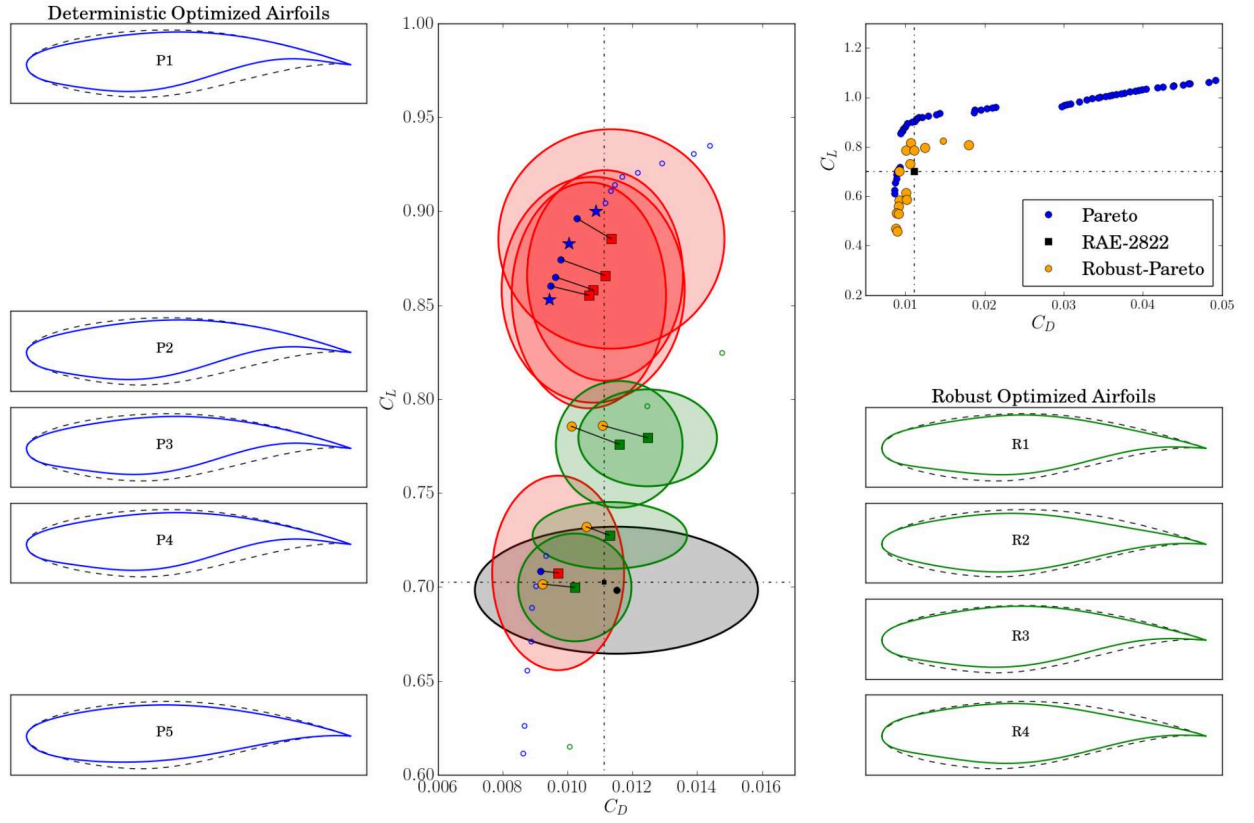 Deterministic Optimized Airfoils
P1
P2
P3
P4
P5
1.00
0.95
0.90
0.85
0.80
0.75
0.70
0.65
0.60
C_L
0.006 0.008 0.010 0.012 0.014 0.016
C_D
1.2
1.0
0.8
0.6
0.4
0.2
C_L
0.01 0.02 0.03 0.04 0.05
C_D
Pareto
RAE-2822
Robust-Pareto
Robust Optimized Airfoils
R1
R2
R3
R4